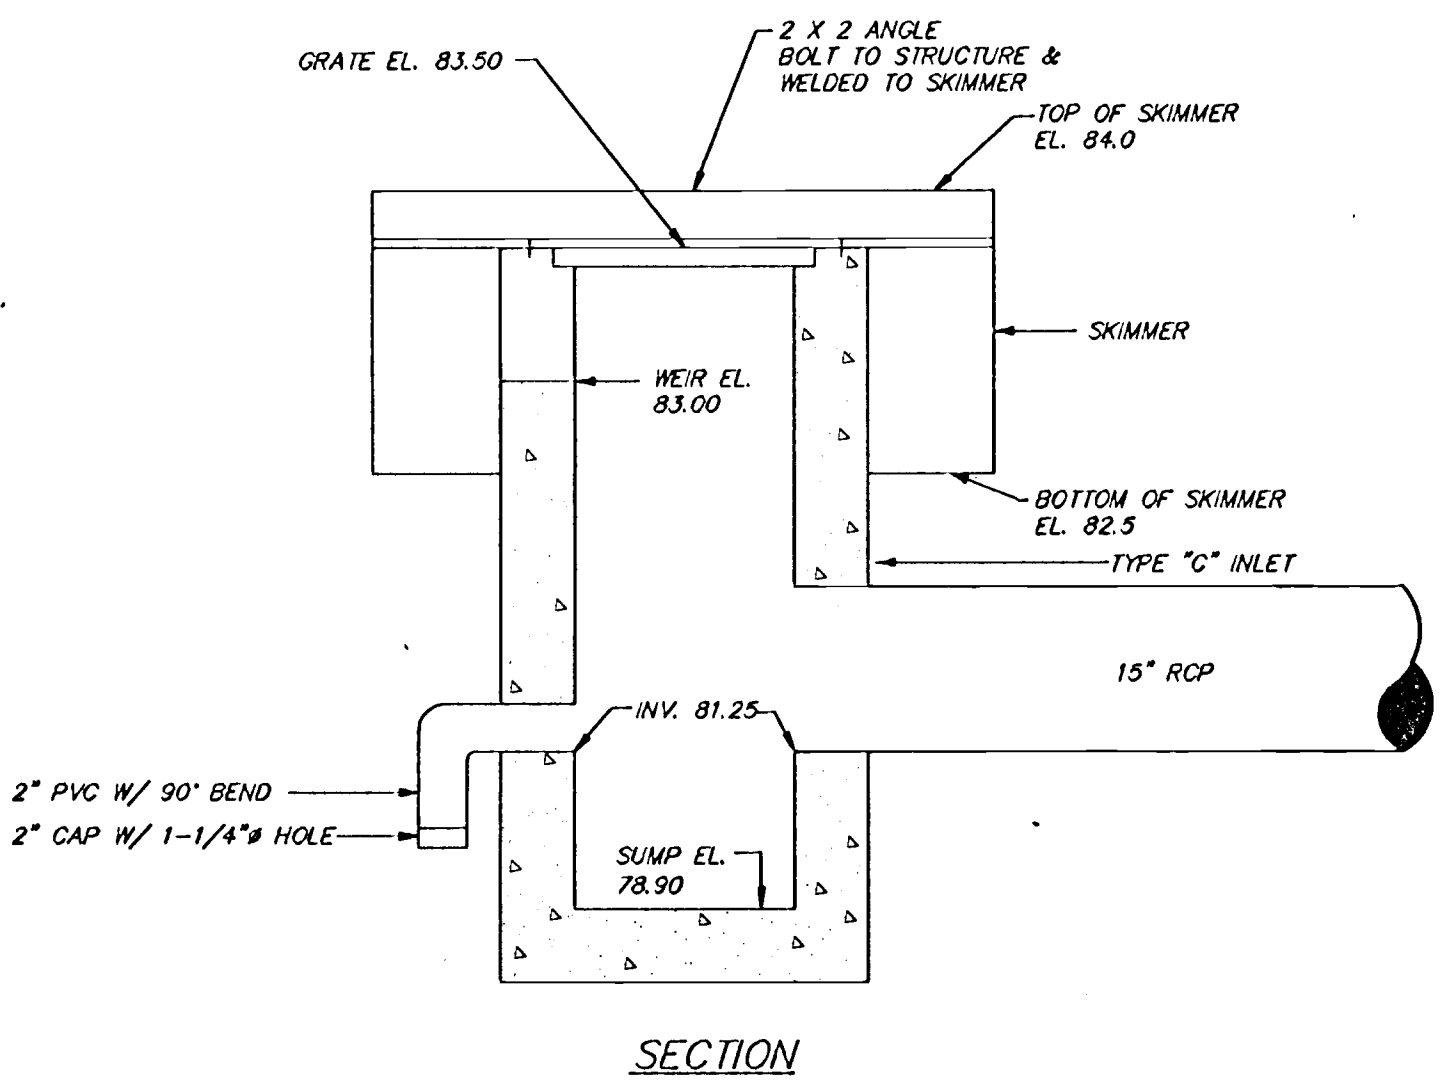 2 X 2 ANGLE
BOLT TO STRUCTURE &
WELDED TO SKIMMER
GRATE EL. 83.50
TOP OF SKIMMER
EL. 84.0
SKIMMER
WEIR EL.
83.00
BOTTOM OF SKIMMER
EL. 82.5
TYPE "C" INLET
15" RCP
INV. 81.25
2" PVC W/ 90° BEND
2" CAP W/ 1-1/4"ø HOLE
SUMP EL.
78.90
SECTION